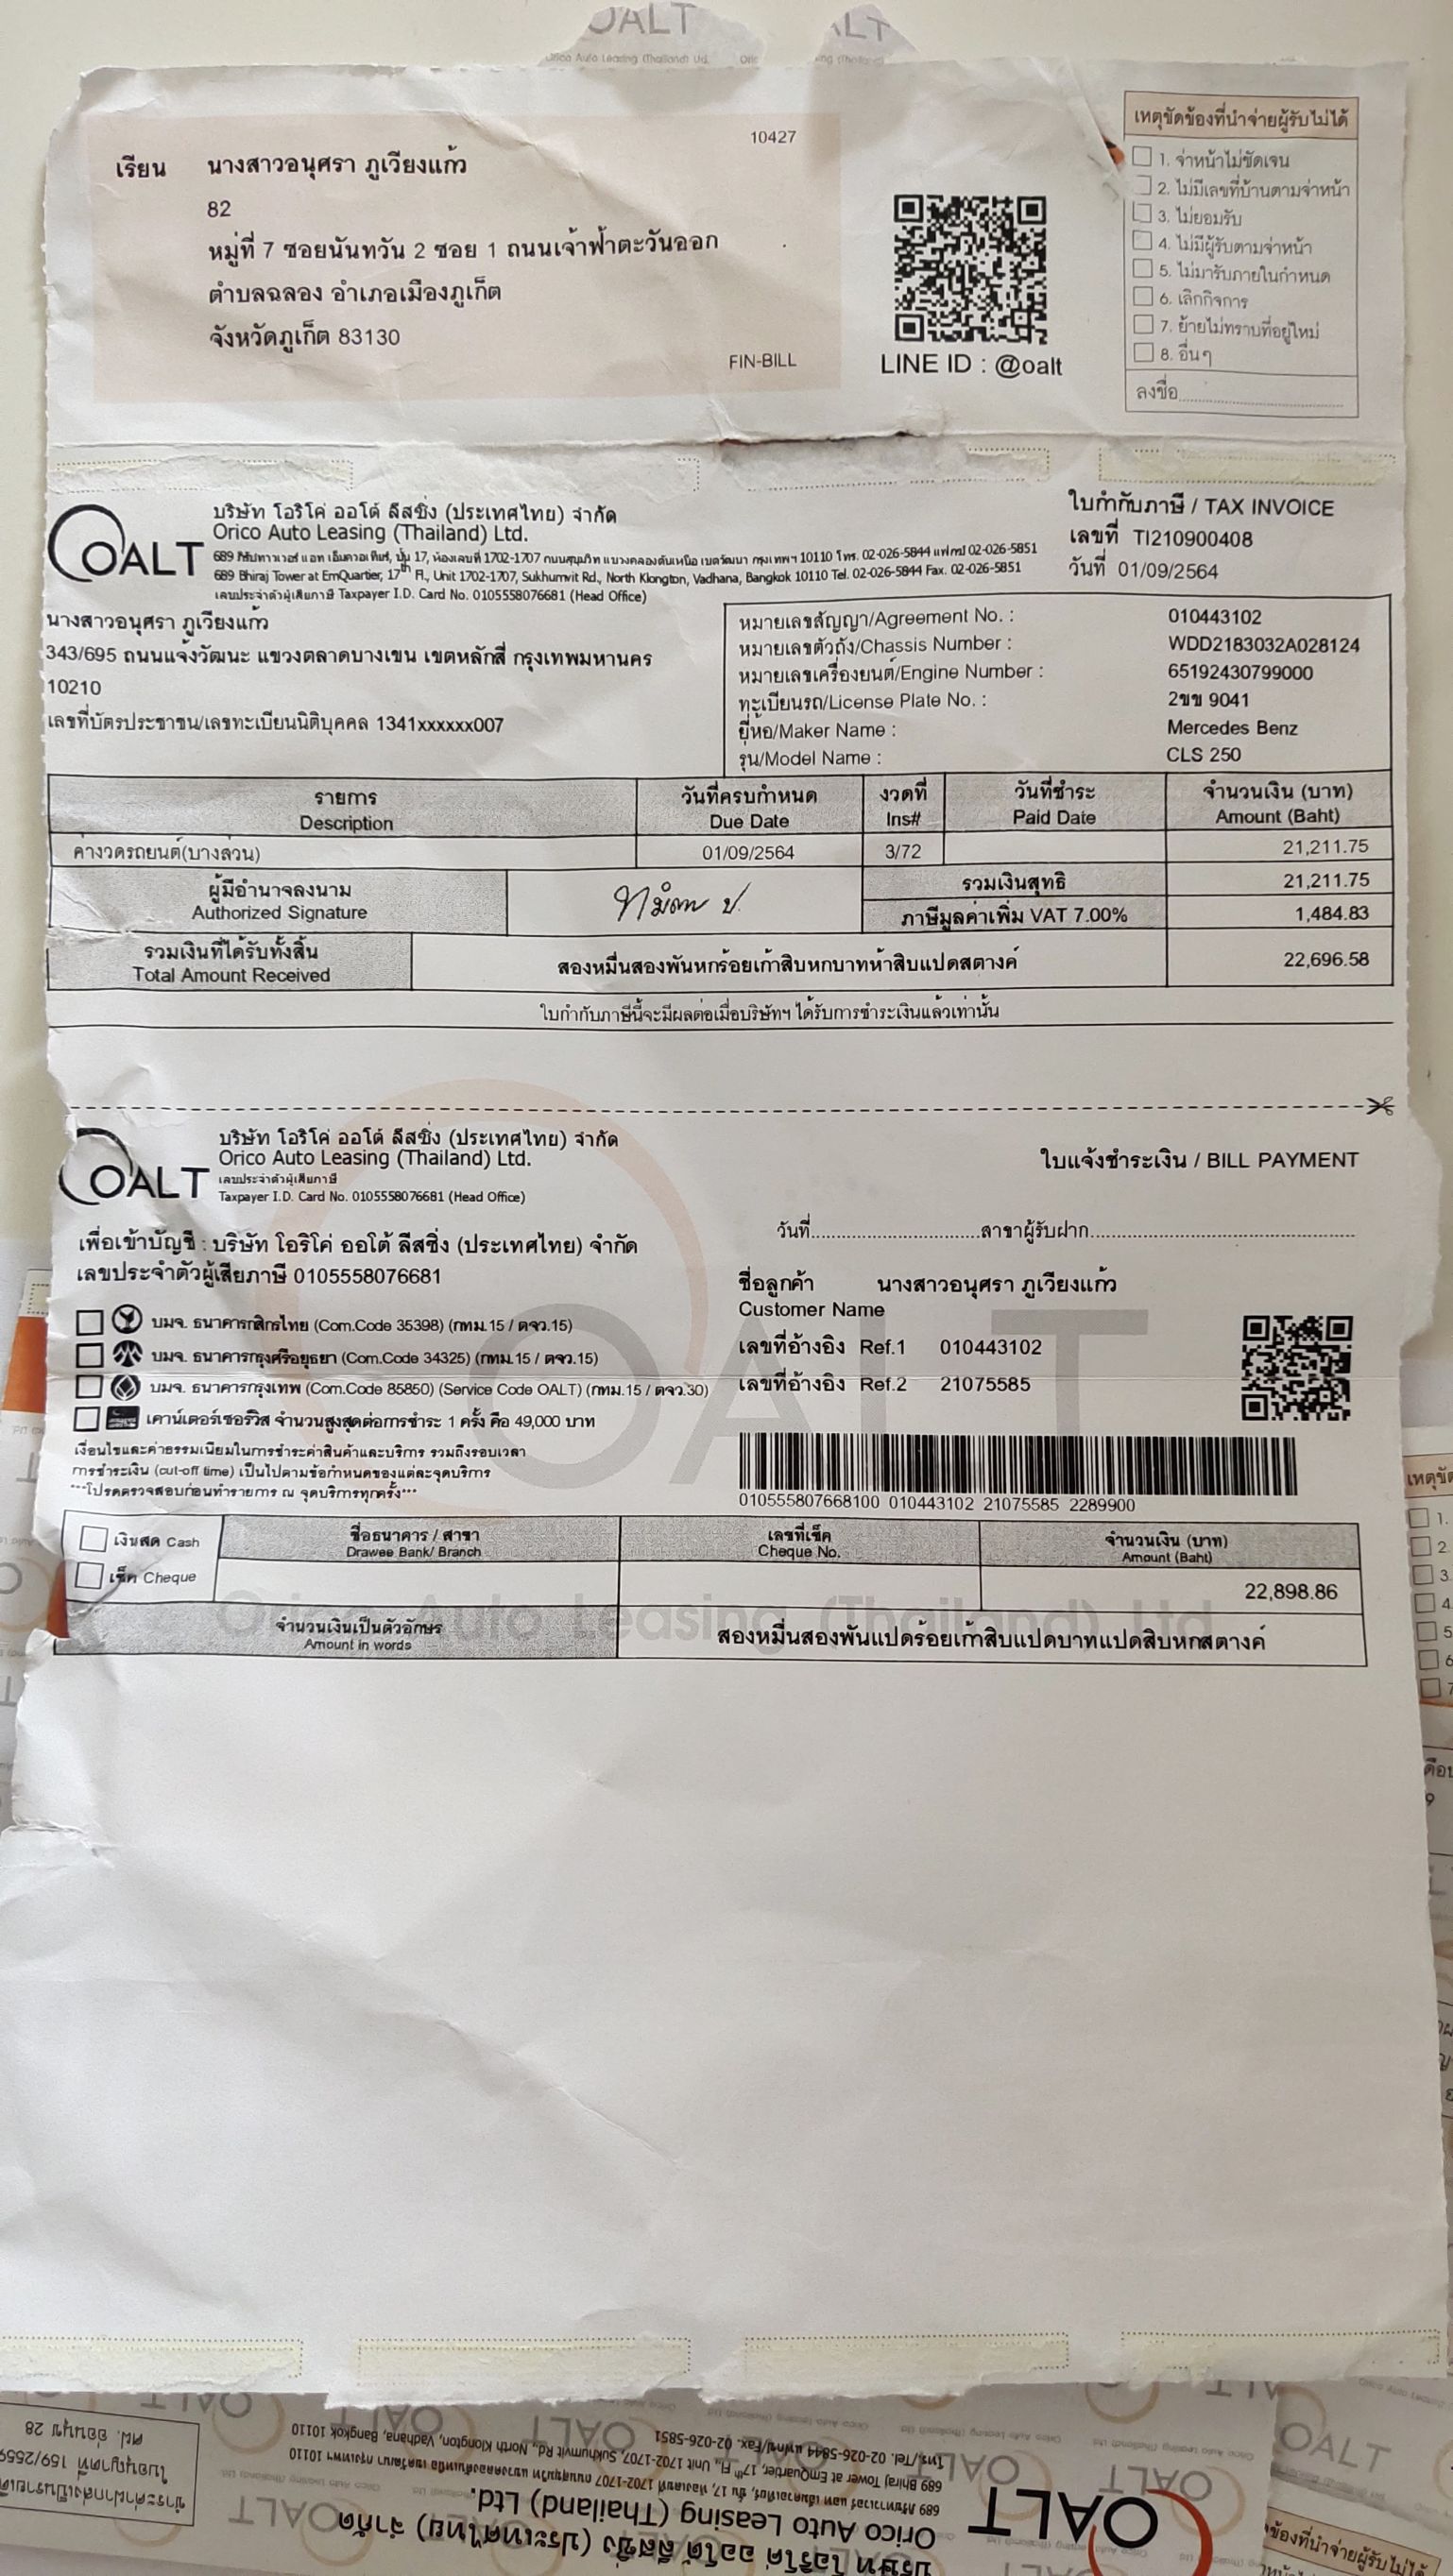 OALT
10427
เรียน นางสาวอนุศรา ภูเวียงแก้ว
82
หมู่ที่ 7 ซอยนันทวัน 2 ซอย 1 ถนนเจ้าฟ้าตะวันออก
ตำบลฉลอง อำเภอเมืองภูเก็ต
จังหวัดภูเก็ต 83130
FIN-BILL
LINE ID : @oalt
เหตุขัดข้องที่นำจ่ายผู้รับไม่ได้
1. จ่าหน้าไม่ชัดเจน
2. ไม่มีเลขที่บ้านตามจ่าหน้า
3. ไม่ยอมรับ
4. ไม่มีผู้รับตามจ่าหน้า
5. ไม่มารับภายในกำหนด
6. เลิกกิจการ
7. ย้ายไม่ทราบที่อยู่ใหม่
8. อื่นๆ
ลงชื่อ
OALT
บริษัท โอริโค่ ออโต้ ลีสซิ่ง (ประเทศไทย) จำกัด
Orico Auto Leasing (Thailand) Ltd.
689 ภิรัชทาวเวอร์ แอท เอ็มควอเทียร์, ชั้น 17, ห้องเลขที่ 1702-1707 ถนนสุขุมวิท แขวงคลองตันเหนือ เขตวัฒนา กรุงเทพฯ 10110 โทร. 02-026-5844 แฟกซ์ 02-026-5851
689 Bhiraj Tower at EmQuartier, 17th Fl., Unit 1702-1707, Sukhumvit Rd., North Klongton, Vadhana, Bangkok 10110 Tel. 02-026-5844 Fax. 02-026-5851
เลขประจำตัวผู้เสียภาษี Taxpayer I.D. Card No. 0105558076681 (Head Office)
ใบกำกับภาษี / TAX INVOICE
เลขที่ TI210900408
วันที่ 01/09/2564
นางสาวอนุศรา ภูเวียงแก้ว
343/695 ถนนแจ้งวัฒนะ แขวงตลาดบางเขน เขตหลักสี่ กรุงเทพมหานคร
10210
เลขที่บัตรประชาชน/เลขทะเบียนนิติบุคคล 1341xxxxxx007
หมายเลขสัญญา/Agreement No. : 010443102
หมายเลขตัวถัง/Chassis Number : WDD2183032A028124
หมายเลขเครื่องยนต์/Engine Number : 65192430799000
ทะเบียนรถ/License Plate No. : 2ขข 9041
ยี่ห้อ/Maker Name : Mercedes Benz
รุ่น/Model Name : CLS 250
รายการ วันที่ครบกำหนด งวดที่ วันที่ชำระ จำนวนเงิน (บาท)
Description Due Date Ins# Paid Date Amount (Baht)
ค่างวดรถยนต์(บางส่วน) 01/09/2564 3/72 21,211.75
ผู้มีอำนาจลงนาม รวมเงินสุทธิ 21,211.75
Authorized Signature ภาษีมูลค่าเพิ่ม VAT 7.00% 1,484.83
รวมเงินที่ได้รับทั้งสิ้น สองหมื่นสองพันหกร้อยเก้าสิบหกบาทห้าสิบแปดสตางค์ 22,696.58
Total Amount Received
ใบกำกับภาษีนี้จะมีผลต่อเมื่อบริษัทฯ ได้รับการชำระเงินแล้วเท่านั้น
OALT
บริษัท โอริโค่ ออโต้ ลีสซิ่ง (ประเทศไทย) จำกัด
Orico Auto Leasing (Thailand) Ltd.
เลขประจำตัวผู้เสียภาษี
Taxpayer I.D. Card No. 0105558076681 (Head Office)
ใบแจ้งชำระเงิน / BILL PAYMENT
วันที่ สาขาผู้รับฝาก
เพื่อเข้าบัญชี : บริษัท โอริโค่ ออโต้ ลีสซิ่ง (ประเทศไทย) จำกัด
เลขประจำตัวผู้เสียภาษี 0105558076681
บมจ. ธนาคารกสิกรไทย (Com.Code 35398) (กทม.15 / ตจว.15)
บมจ. ธนาคารกรุงศรีอยุธยา (Com.Code 34325) (กทม.15 / ตจว.15)
บมจ. ธนาคารกรุงเทพ (Com.Code 85850) (Service Code OALT) (กทม.15 / ตจว.30)
เคาน์เตอร์เซอร์วิส จำนวนสูงสุดต่อการชำระ 1 ครั้ง คือ 49,000 บาท
เงื่อนไขและค่าธรรมเนียมในการชำระค่าสินค้าและบริการ รวมถึงรอบเวลา
การชำระเงิน (cut-off time) เป็นไปตามข้อกำหนดของแต่ละจุดบริการ
***โปรดตรวจสอบก่อนทำรายการ ณ จุดบริการทุกครั้ง***
ชื่อลูกค้า นางสาวอนุศรา ภูเวียงแก้ว
Customer Name
เลขที่อ้างอิง Ref.1 010443102
เลขที่อ้างอิง Ref.2 21075585
010555807668100 010443102 21075585 2289900
เงินสด Cash ชื่อธนาคาร / สาขา เลขที่เช็ค จำนวนเงิน (บาท)
Drawee Bank/ Branch Cheque No. Amount (Baht)
เช็ค Cheque 22,898.86
จำนวนเงินเป็นตัวอักษร สองหมื่นสองพันแปดร้อยเก้าสิบแปดบาทแปดสิบหกสตางค์
Amount in words
OALT
Orico Auto Leasing (Thailand) Ltd.
OALT
บริษัท โอริโค่ ออโต้ ลีสซิ่ง (ประเทศไทย) จำกัด
Orico Auto Leasing (Thailand) Ltd.
689 Bhiraj Tower at EmQuartier, 17th Fl., Unit 1702-1707, Sukhumvit Rd., North Klongton, Vadhana, Bangkok 10110
โทร./Tel. 02-026-5844 แฟกซ์/Fax. 02-026-5851